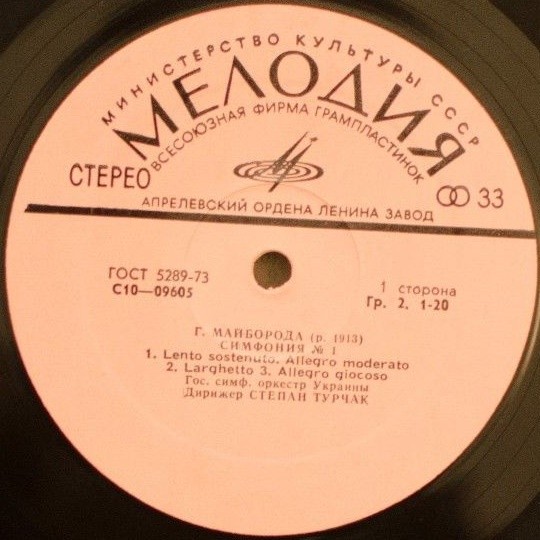 МИНИСТЕРСТВО КУЛЬТУРЫ СССР
МЕЛОДИЯ
ВСЕСОЮЗНАЯ ФИРМА ГРАМПЛАСТИНОК
СТЕРЕО
33
АПРЕЛЕВСКИЙ ОРДЕНА ЛЕНИНА ЗАВОД
ГОСТ 5289-73
С10—09605
1 сторона
Гр. 2. 1-20
Г. МАЙБОРОДА (р. 1913)
СИМФОНИЯ № 1
1. Lento sostenuto. Allegro moderato
2. Larghetto 3. Allegro giocoso
Гос. симф. оркестр Украины
Дирижер СТЕПАН ТУРЧАК